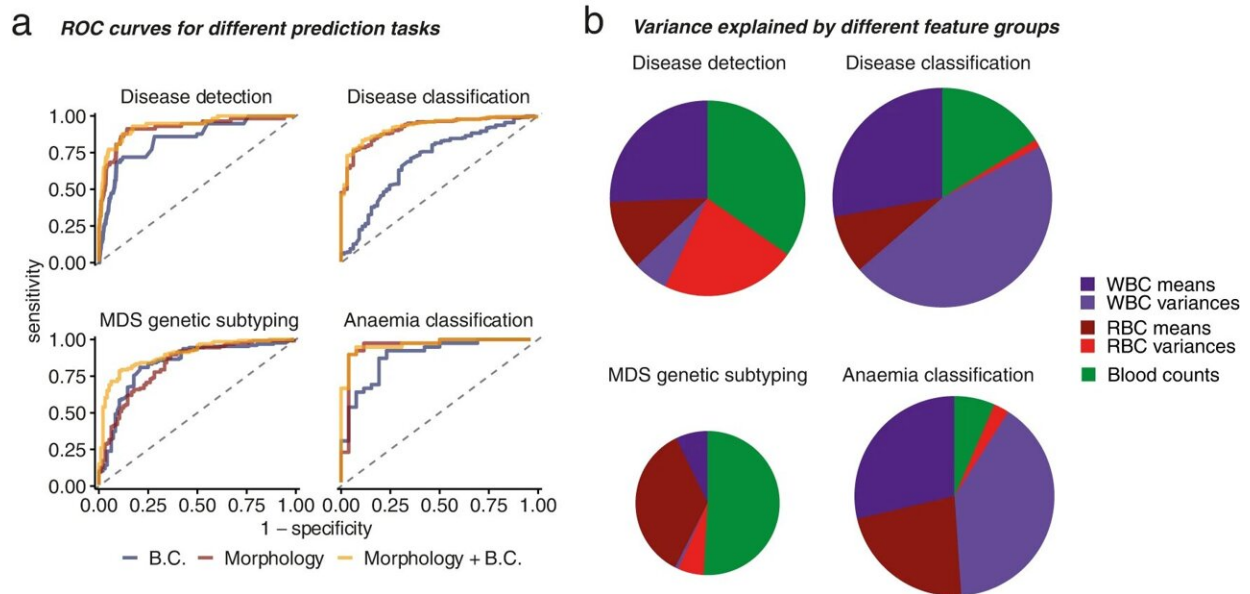 a ROC curves for different prediction tasks
Disease detection
Disease classification
1.00
0.75
0.50
0.25
0.00
MDS genetic subtyping
Anaemia classification
1.00
0.75
0.50
0.25
0.00
sensitivity
0.00 0.25 0.50 0.75 1.00
0.00 0.25 0.50 0.75 1.00
1 – specificity
B.C. Morphology Morphology + B.C.
b Variance explained by different feature groups
Disease detection
Disease classification
MDS genetic subtyping
Anaemia classification
WBC means
WBC variances
RBC means
RBC variances
Blood counts